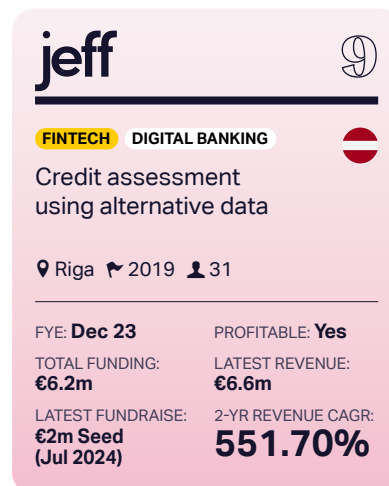 jeff 9
FINTECH DIGITAL BANKING
Credit assessment
using alternative data
Riga 2019 31
FYE: Dec 23 PROFITABLE: Yes
TOTAL FUNDING: LATEST REVENUE:
€6.2m €6.6m
LATEST FUNDRAISE: 2-YR REVENUE CAGR:
€2m Seed 551.70%
(Jul 2024)